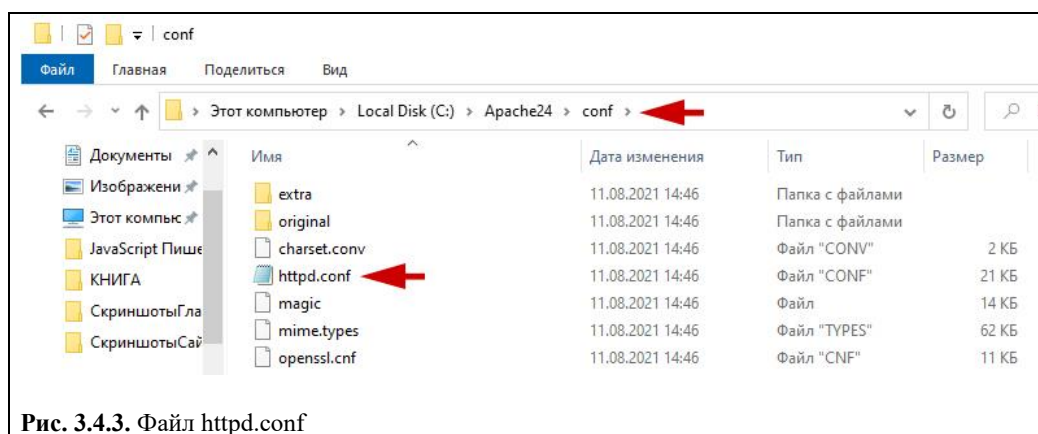 conf
Файл Главная Поделиться Вид
Этот компьютер > Local Disk (C:) > Apache24 > conf >
Документы
Изображени
Этот компьк
JavaScript Пише
КНИГА
СкриншотыГла
СкриншотыСай
Имя Дата изменения Тип Размер
extra 11.08.2021 14:46 Папка с файлами
original 11.08.2021 14:46 Папка с файлами
charset.conv 11.08.2021 14:46 Файл "CONV" 2 КБ
httpd.conf 11.08.2021 14:46 Файл "CONF" 21 КБ
magic 11.08.2021 14:46 Файл 14 КБ
mime.types 11.08.2021 14:46 Файл "TYPES" 62 КБ
openssl.cnf 11.08.2021 14:46 Файл "CNF" 11 КБ
Рис. 3.4.3. Файл httpd.conf